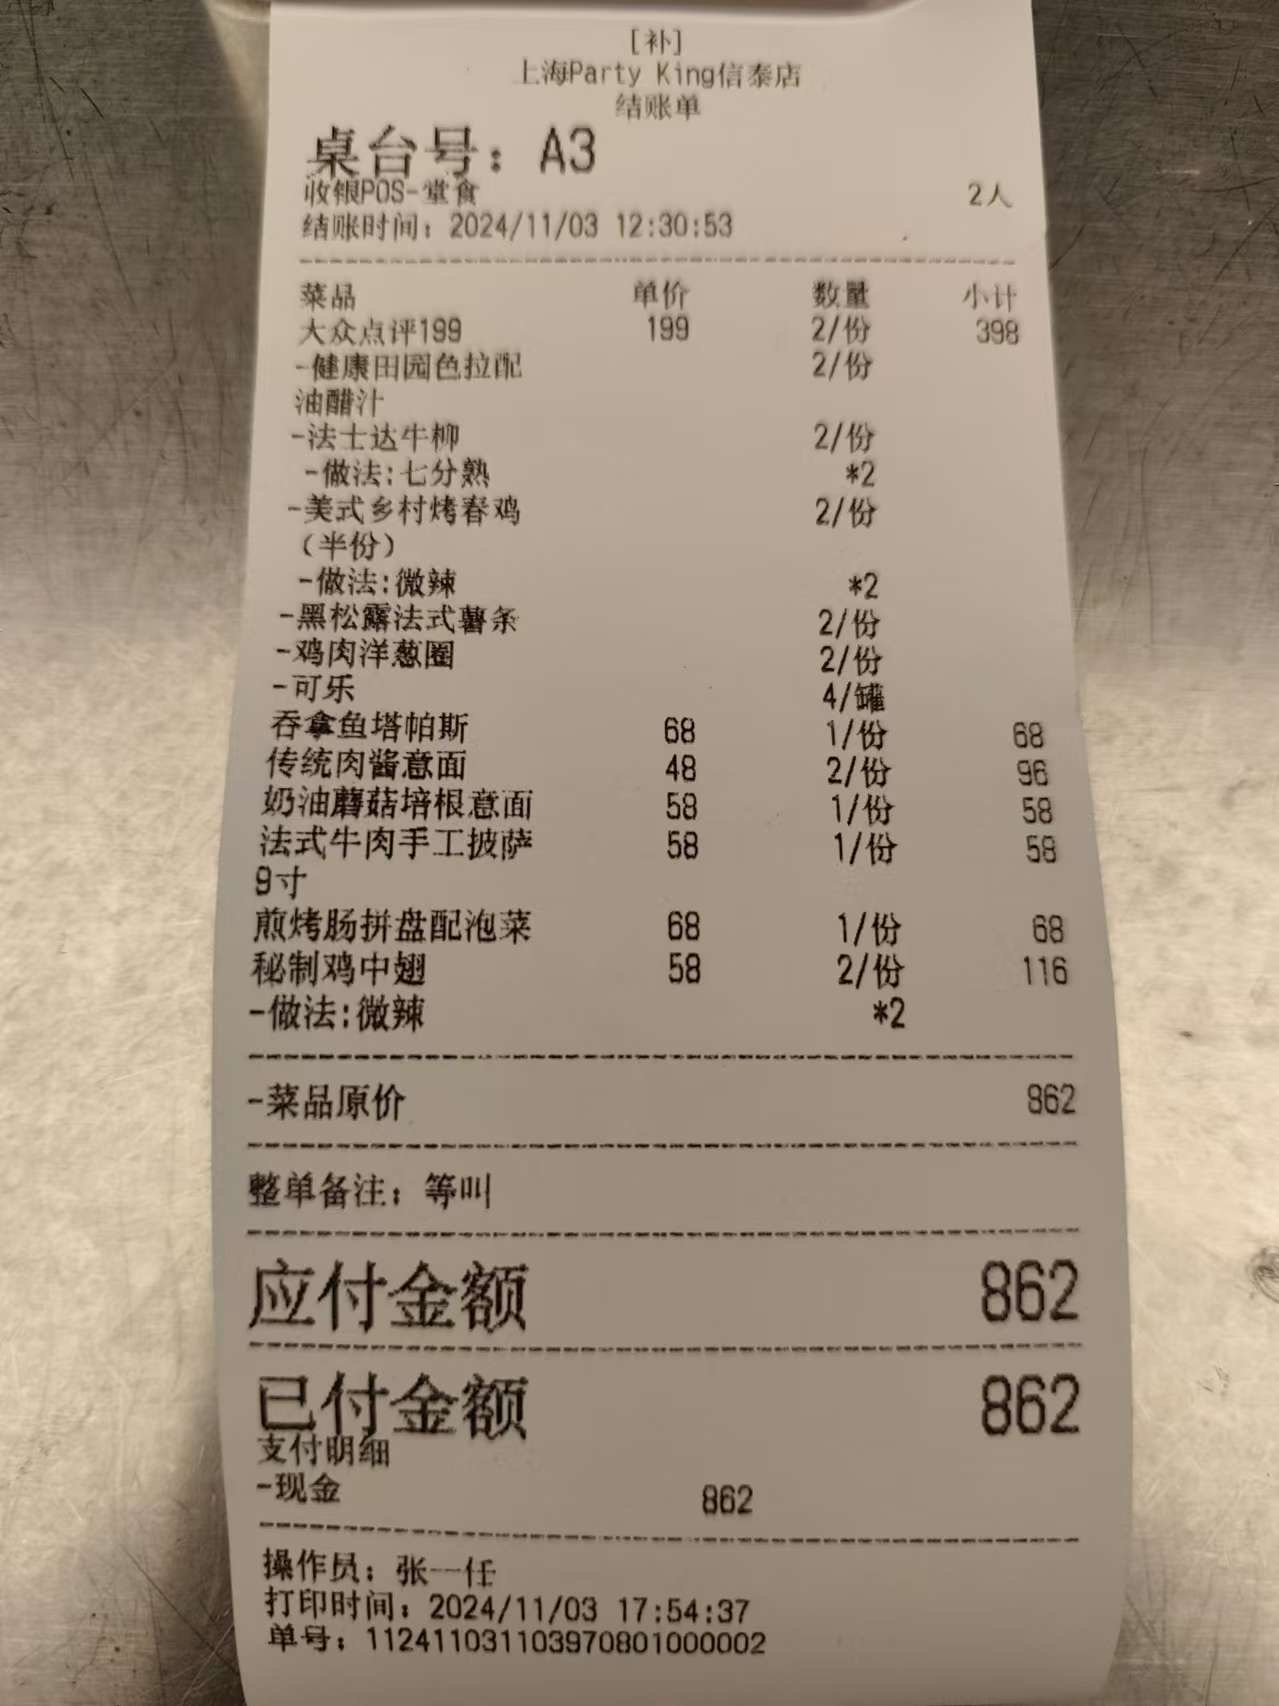 [补]
上海Party King信泰店
结账单
桌台号：A3
收银POS-堂食 2人
结账时间：2024/11/03 12:30:53
菜品 单价 数量 小计
大众点评199 199 2/份 398
-健康田园色拉配 2/份
油醋汁
-法士达牛柳 2/份
-做法:七分熟 *2
-美式乡村烤春鸡 2/份
（半份）
-做法:微辣 *2
-黑松露法式薯条 2/份
-鸡肉洋葱圈 2/份
-可乐 4/罐
吞拿鱼塔帕斯 68 1/份 68
传统肉酱意面 48 2/份 96
奶油蘑菇培根意面 58 1/份 58
法式牛肉手工披萨 58 1/份 58
9寸
煎烤肠拼盘配泡菜 68 1/份 68
秘制鸡中翅 58 2/份 116
-做法:微辣 *2
-菜品原价 862
整单备注：等叫
应付金额 862
已付金额 862
支付明细
-现金 862
操作员：张一任
打印时间：2024/11/03 17:54:37
单号：112411031103970801000002